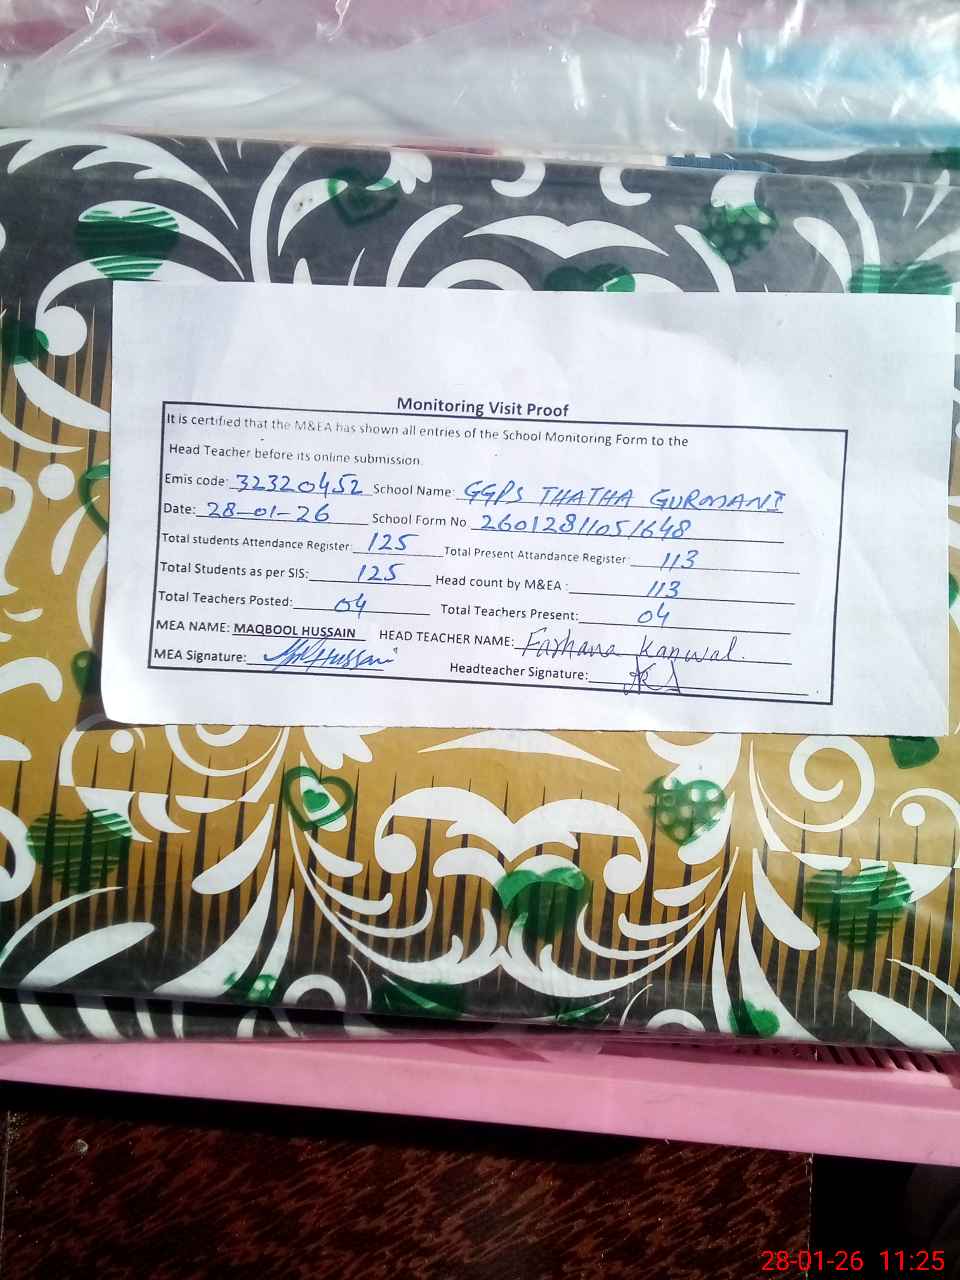 Monitoring Visit Proof
It is certified that the M&EA has shown all entries of the School Monitoring Form to the
Head Teacher before its online submission.
Emis code: 32320452 School Name: GGPS THATHA GURMANI
Date: 28-01-26 School Form No 26012811051648
Total students Attendance Register: 125 Total Present Attandance Register: 113
Total Students as per SIS: 125 Head count by M&EA : 113
Total Teachers Posted: 04 Total Teachers Present: 04
MEA NAME: MAQBOOL HUSSAIN HEAD TEACHER NAME: Farhana Kanwal.
MEA Signature: Hussain Headteacher Signature:
28-01-26 11:25